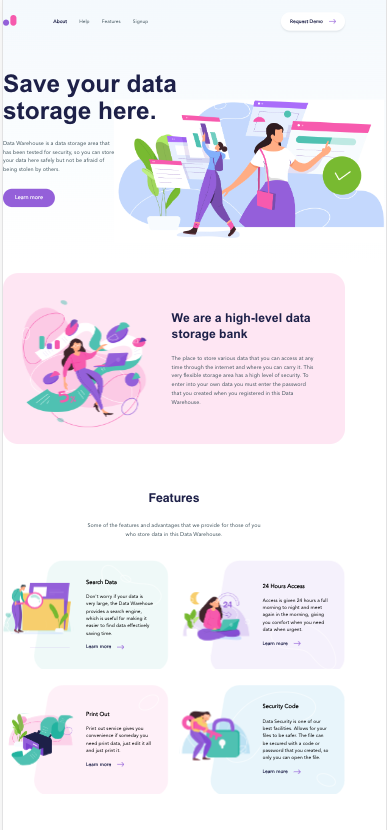 About Help Features Signup
Request Demo
Save your data
storage here.
Data Warehouse is a data storage area that
has been tested for security, so you can store
your data here safely but not be afraid of
being stolen by others.
Learn more
We are a high-level data
storage bank
The place to store various data that you can access at any
time through the internet and where you can carry it. This
very flexible storage area has a high level of security. To
enter into your own data you must enter the password
that you created when you registered in this Data
Warehouse.
Features
Some of the features and advantages that we provide for those of you
who store data in this Data Warehouse.
Search Data
Don't worry if your data is
very large, the Data Warehouse
provides a search engine,
which is useful for making it
easier to find data effectively
saving time.
Learn more
24
24 Hours Access
Access is given 24 hours a full
morning to night and meet
again in the morning, giving
you comfort when you need
data when urgent.
Learn more
Print Out
Print out service gives you
convenience if someday you
need print data, just edit it all
and just print it.
Learn more
Security Code
Data Security is one of our
best facilities. Allows for your
files to be safer. The file can
be secured with a code or
password that you created, so
only you can open the file.
Learn more